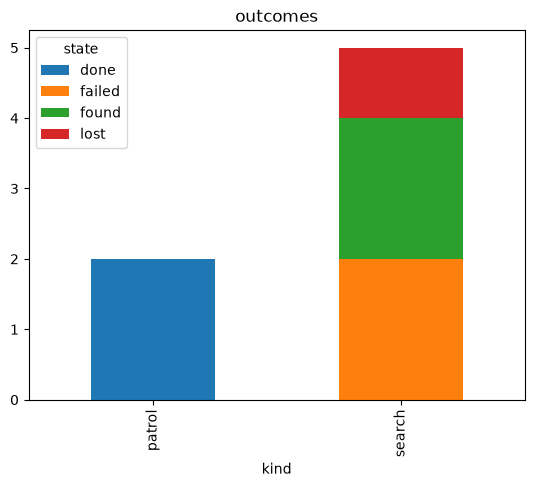 outcomes
state
done
failed
found
lost
5
4
3
2
1
0
patrol
search
kind